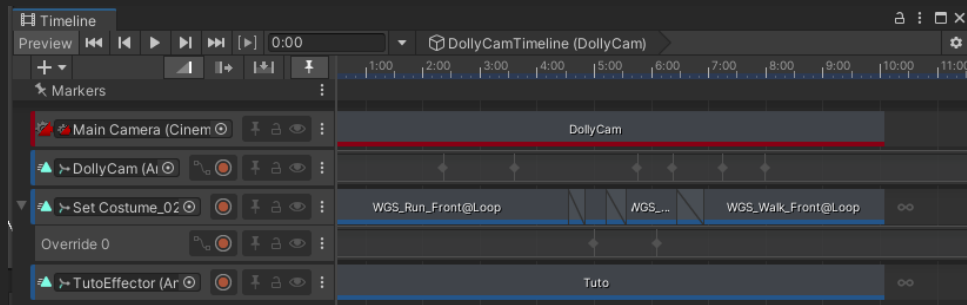 Timeline
Preview 0:00 DollyCamTimeline (DollyCam)
1:00 2:00 3:00 4:00 5:00 6:00 7:00 8:00 9:00 10:00 11:00
Markers
Main Camera (Cinem DollyCam
DollyCam (Ar
Set Costume_02 WGS_Run_Front@Loop WGS_... WGS_Walk_Front@Loop
Override 0
TutoEffector (Ar Tuto